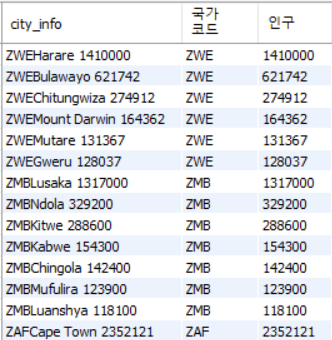 city_info 국가 코드 인구
ZWEHarare 1410000 ZWE 1410000
ZWEBulawayo 621742 ZWE 621742
ZWEChitungwiza 274912 ZWE 274912
ZWEMount Darwin 164362 ZWE 164362
ZWEMutare 131367 ZWE 131367
ZWEGweru 128037 ZWE 128037
ZMBLusaka 1317000 ZMB 1317000
ZMBNdola 329200 ZMB 329200
ZMBKitwe 288600 ZMB 288600
ZMBKabwe 154300 ZMB 154300
ZMBChingola 142400 ZMB 142400
ZMBMufulira 123900 ZMB 123900
ZMBLuanshya 118100 ZMB 118100
ZAFCape Town 2352121 ZAF 2352121